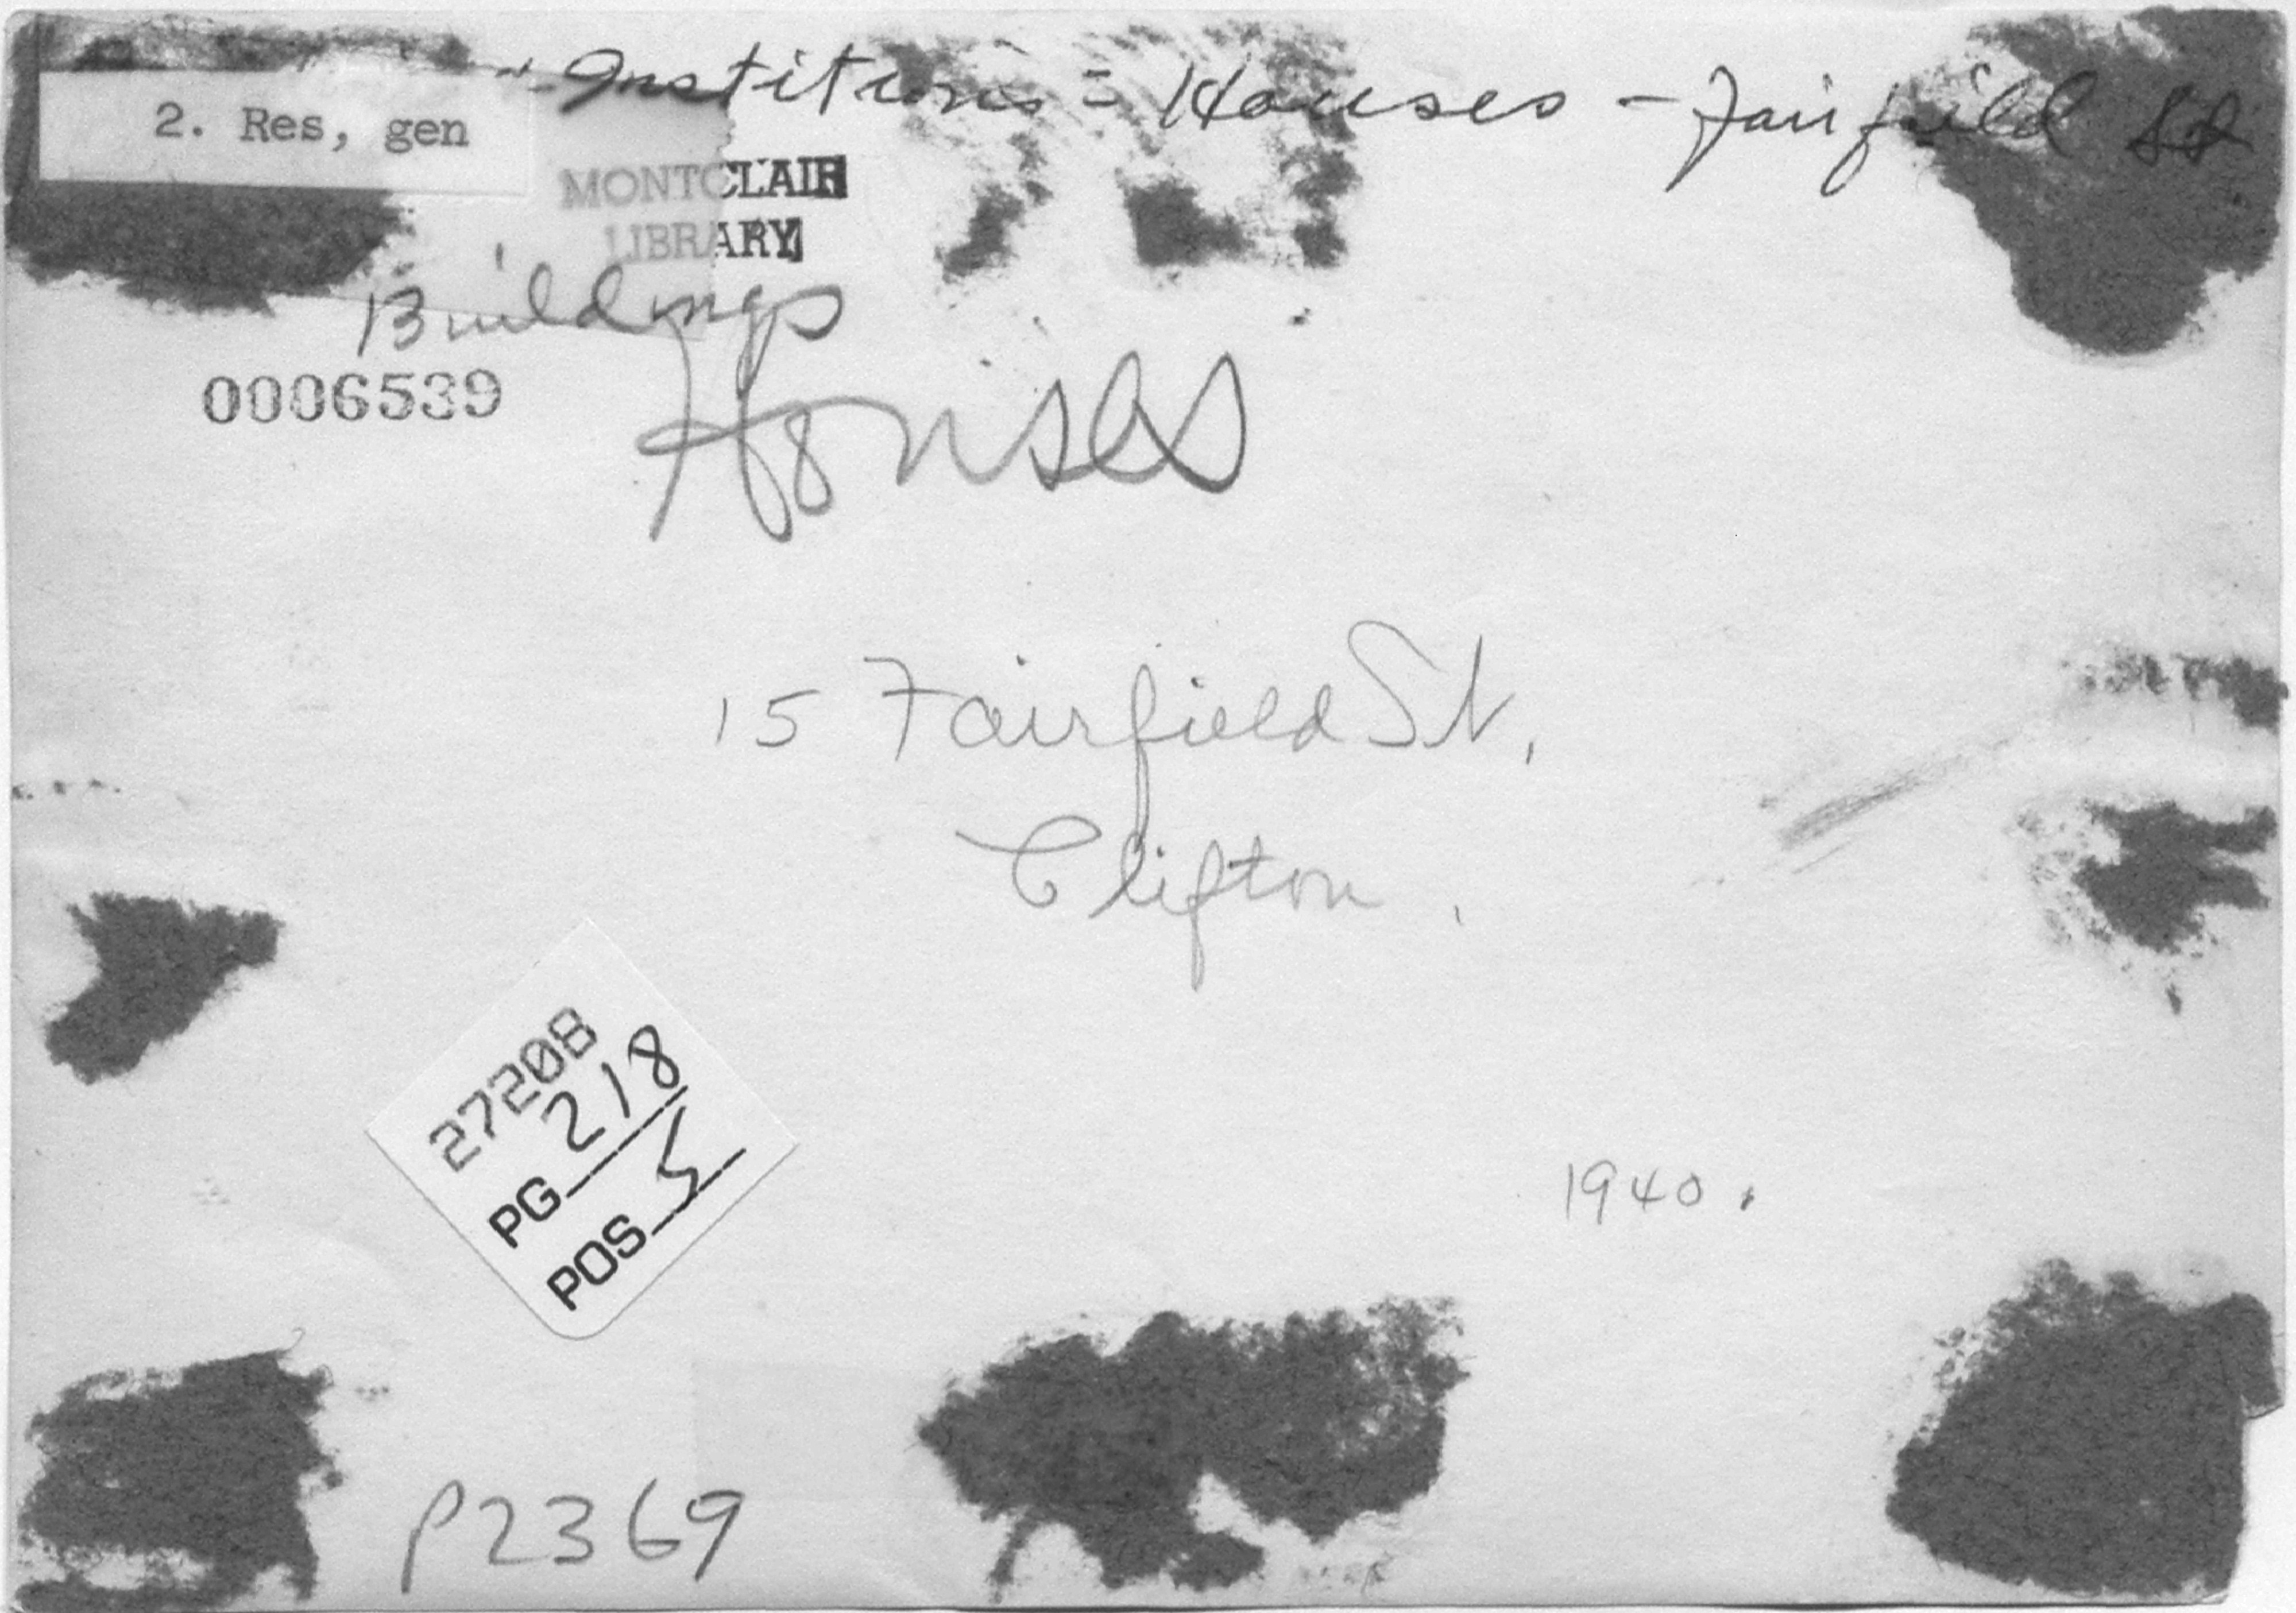 Institutions = Houses - Fairfield St
2. Res, gen
MONTCLAIR
LIBRARY
Buildings
0006539
Houses
15 Fairfield St,
Clifton.
27208
PG 218
POS 5
1940.
P2369